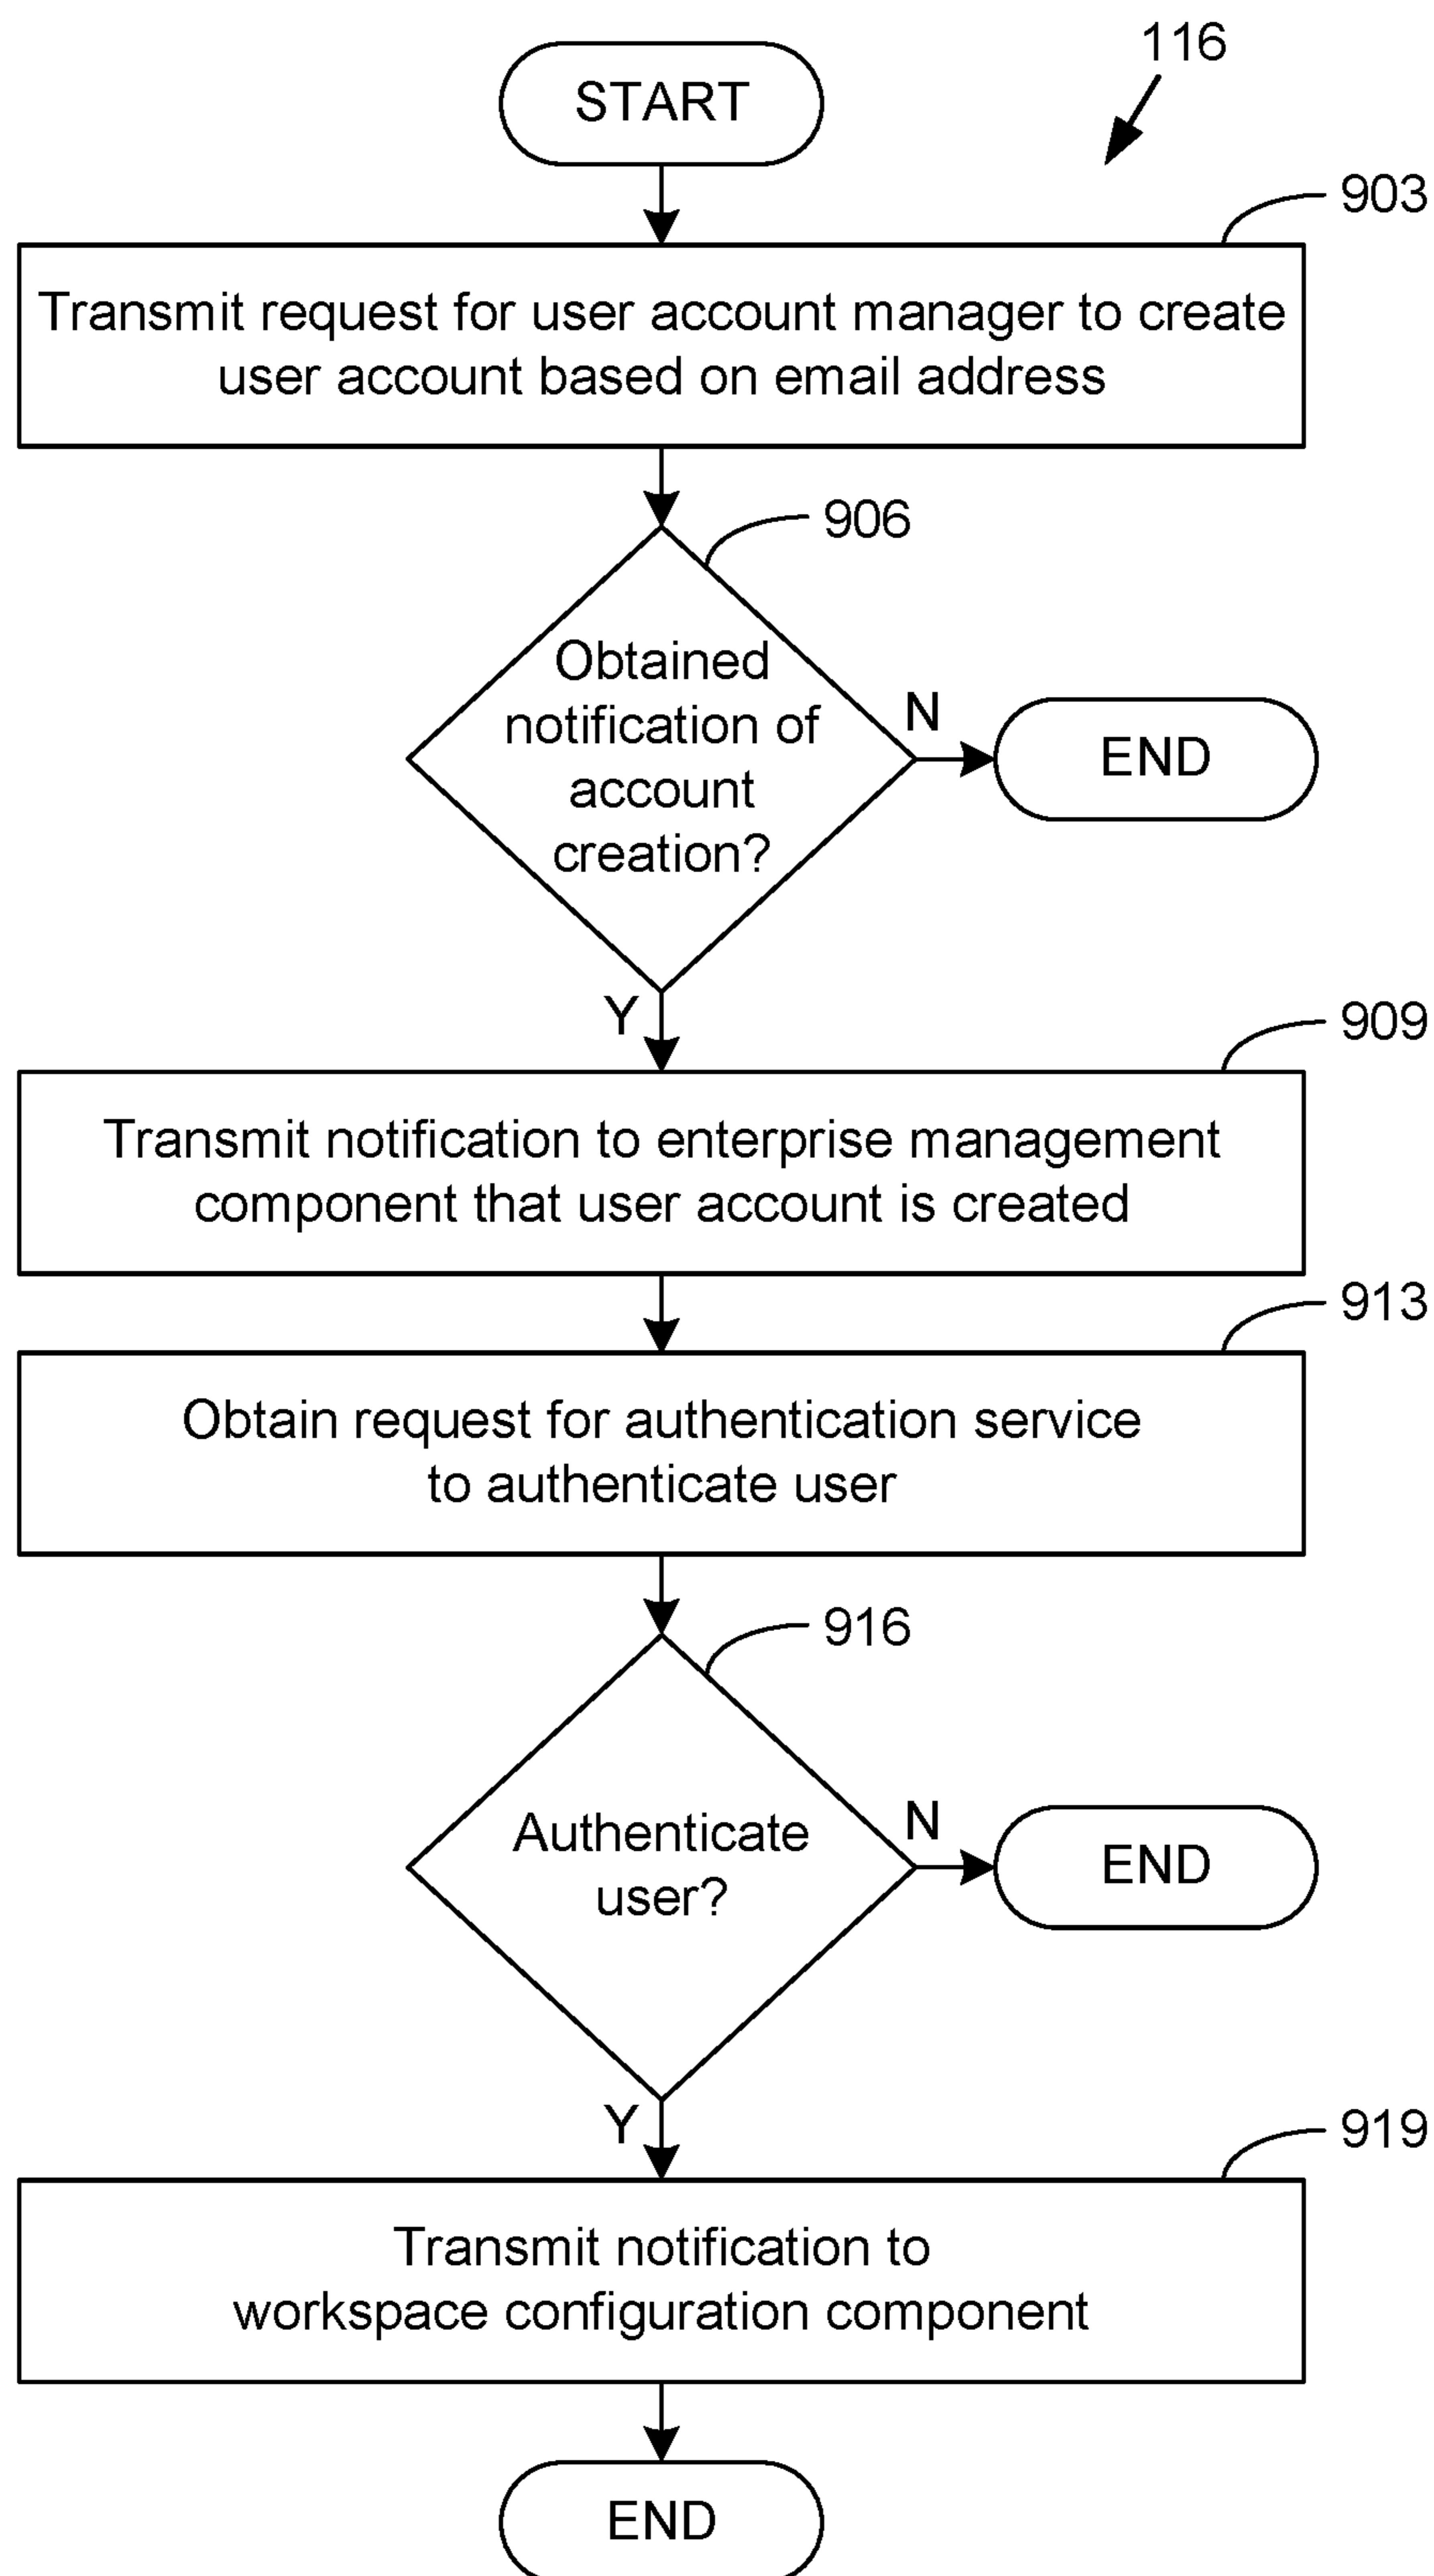 START
116
903
Transmit request for user account manager to create
user account based on email address
906
Obtained
notification of
account
creation?
N
END
Y
909
Transmit notification to enterprise management
component that user account is created
913
Obtain request for authentication service
to authenticate user
916
Authenticate
user?
N
END
Y
919
Transmit notification to
workspace configuration component
END